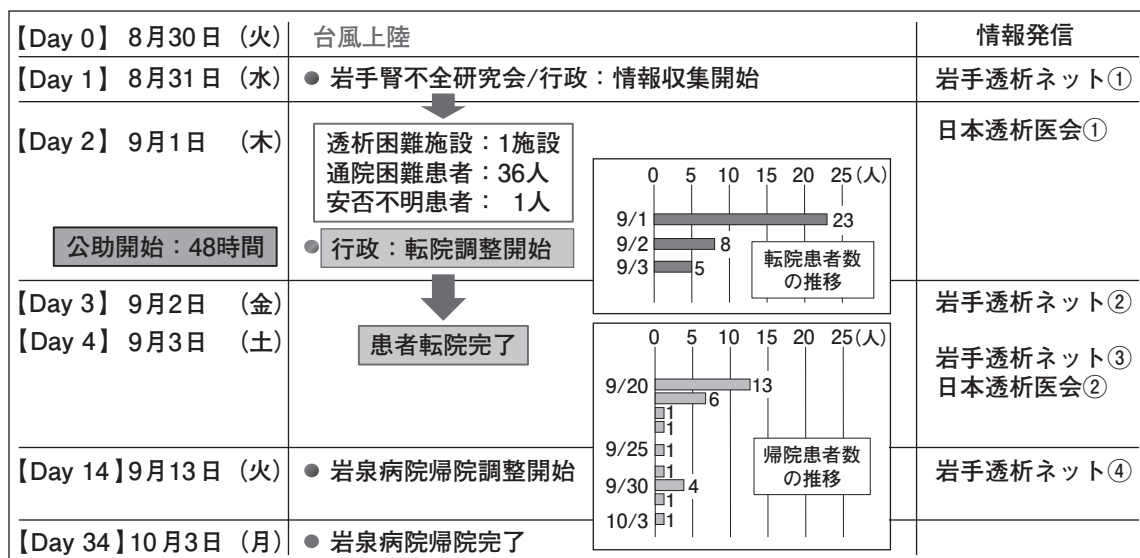 【Day 0】 8月30日 (火) 台風上陸 情報発信
【Day 1】 8月31日 (水) ● 岩手腎不全研究会/行政:情報収集開始 岩手透析ネット①
【Day 2】 9月1日 (木) 日本透析医会①
透析困難施設:1施設
通院困難患者:36人
安否不明患者: 1人
公助開始:48時間 ● 行政:転院調整開始
0 5 10 15 20 25(人)
9/1 23
9/2 8
9/3 5
転院患者数
の推移
【Day 3】 9月2日 (金) 岩手透析ネット②
【Day 4】 9月3日 (土) 患者転院完了 岩手透析ネット③
日本透析医会②
0 5 10 15 20 25(人)
9/20 13
6
1
1
9/25 1
1
9/30 4
1
10/3 1
帰院患者数
の推移
【Day 14】9月13日 (火) ● 岩泉病院帰院調整開始 岩手透析ネット④
【Day 34】10月3日 (月) ● 岩泉病院帰院完了